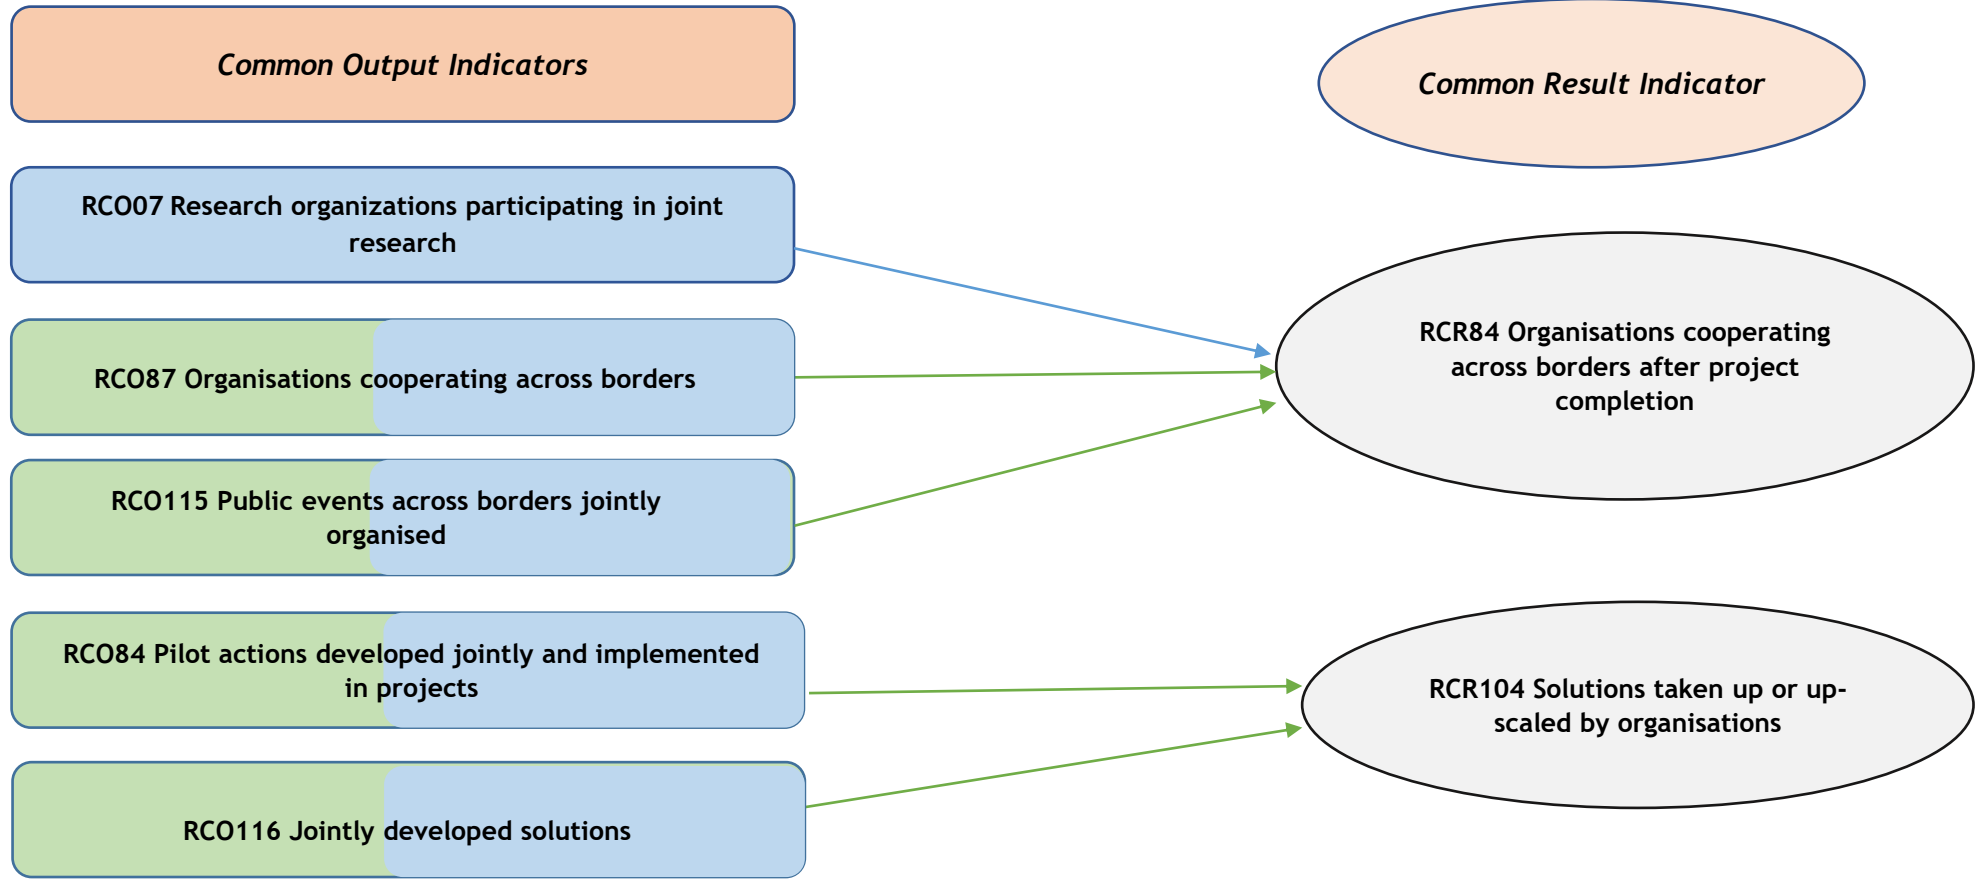 Common Output Indicators
Common Result Indicator
RCO07 Research organizations participating in joint
research
RCO87 Organisations cooperating across borders
RCO115 Public events across borders jointly
organised
RCO84 Pilot actions developed jointly and implemented
in projects
RCO116 Jointly developed solutions
RCR84 Organisations cooperating
across borders after project
completion
RCR104 Solutions taken up or up-
scaled by organisations